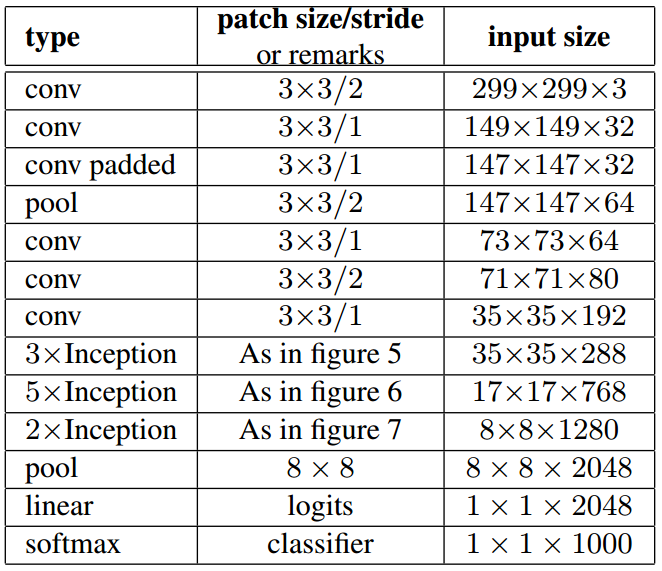 type patch size/stride or remarks input size
conv 3×3/2 299×299×3
conv 3×3/1 149×149×32
conv padded 3×3/1 147×147×32
pool 3×3/2 147×147×64
conv 3×3/1 73×73×64
conv 3×3/2 71×71×80
conv 3×3/1 35×35×192
3×Inception As in figure 5 35×35×288
5×Inception As in figure 6 17×17×768
2×Inception As in figure 7 8×8×1280
pool 8 × 8 8 × 8 × 2048
linear logits 1 × 1 × 2048
softmax classifier 1 × 1 × 1000